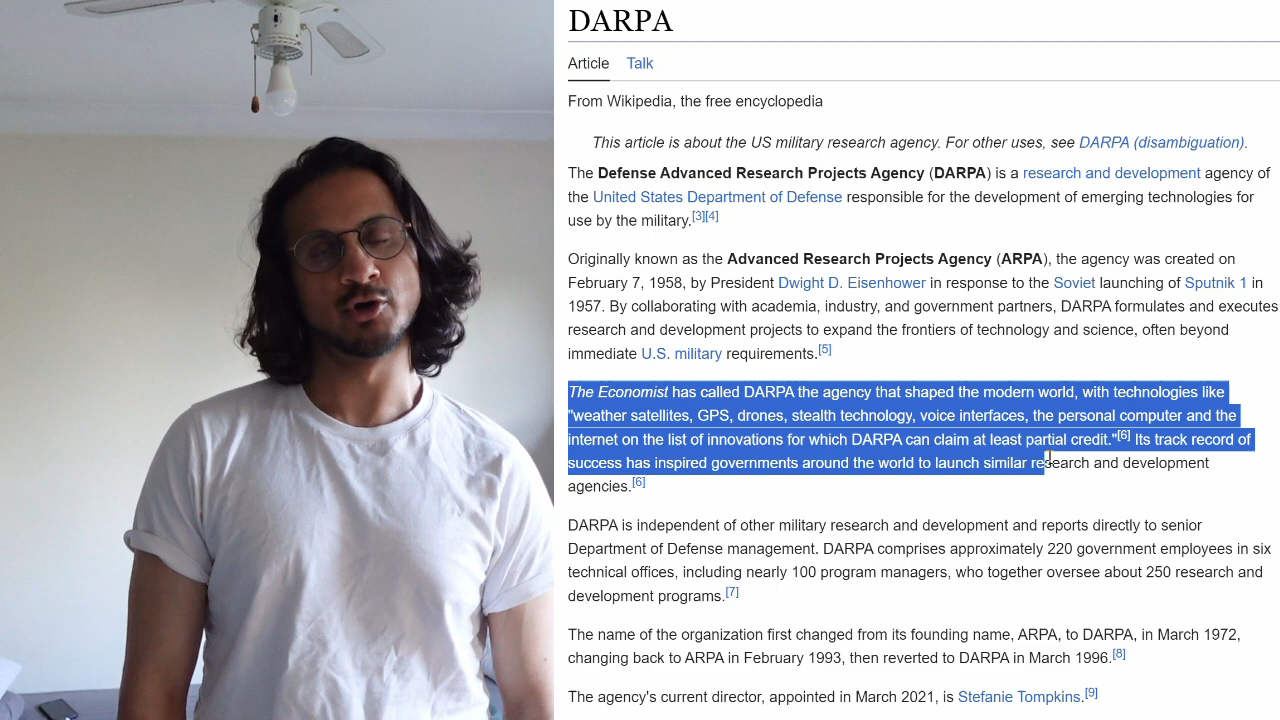 DARPA
Article Talk
From Wikipedia, the free encyclopedia
This article is about the US military research agency. For other uses, see DARPA (disambiguation).
The Defense Advanced Research Projects Agency (DARPA) is a research and development agency of
the United States Department of Defense responsible for the development of emerging technologies for
use by the military.[3][4]
Originally known as the Advanced Research Projects Agency (ARPA), the agency was created on
February 7, 1958, by President Dwight D. Eisenhower in response to the Soviet launching of Sputnik 1 in
1957. By collaborating with academia, industry, and government partners, DARPA formulates and executes
research and development projects to expand the frontiers of technology and science, often beyond
immediate U.S. military requirements.[5]
The Economist has called DARPA the agency that shaped the modern world, with technologies like
"weather satellites, GPS, drones, stealth technology, voice interfaces, the personal computer and the
internet on the list of innovations for which DARPA can claim at least partial credit."[6] Its track record of
success has inspired governments around the world to launch similar research and development
agencies.[6]
DARPA is independent of other military research and development and reports directly to senior
Department of Defense management. DARPA comprises approximately 220 government employees in six
technical offices, including nearly 100 program managers, who together oversee about 250 research and
development programs.[7]
The name of the organization first changed from its founding name, ARPA, to DARPA, in March 1972,
changing back to ARPA in February 1993, then reverted to DARPA in March 1996.[8]
The agency's current director, appointed in March 2021, is Stefanie Tompkins.[9]